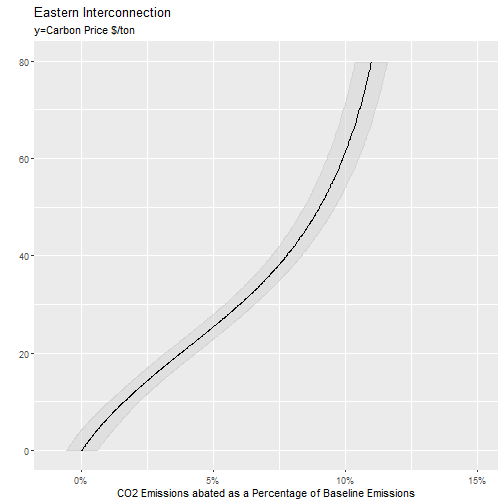 Eastern Interconnection
y=Carbon Price $/ton
80
60
40
20
0
0% 5% 10% 15%
CO2 Emissions abated as a Percentage of Baseline Emissions